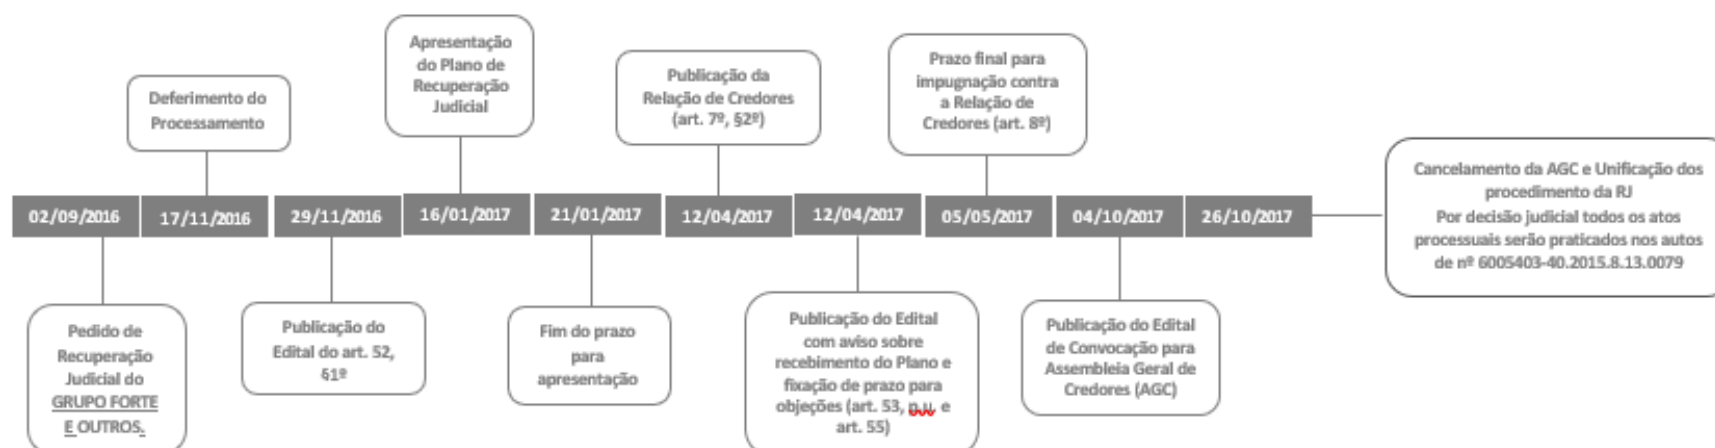 Apresentação
do Plano de
Recuperação
Judicial
Deferimento do
Processamento
Publicação da
Relação de Credores
(art. 7º, §2º)
Prazo final para
impugnação contra
a Relação de
Credores (art. 8º)
Cancelamento da AGC e Unificação dos
procedimento da RJ
Por decisão judicial todos os atos
processuais serão praticados nos autos
de nº 6005403-40.2015.8.13.0079
02/09/2016
17/11/2016
29/11/2016
16/01/2017
21/01/2017
12/04/2017
12/04/2017
05/05/2017
04/10/2017
26/10/2017
Pedido de
Recuperação
Judicial do
GRUPO FORTE
E OUTROS.
Publicação do
Edital do art. 52,
§1º
Fim do prazo
para
apresentação
Publicação do Edital
com aviso sobre
recebimento do Plano e
fixação de prazo para
objeções (art. 53, p.u. e
art. 55)
Publicação do Edital
de Convocação para
Assembleia Geral de
Credores (AGC)